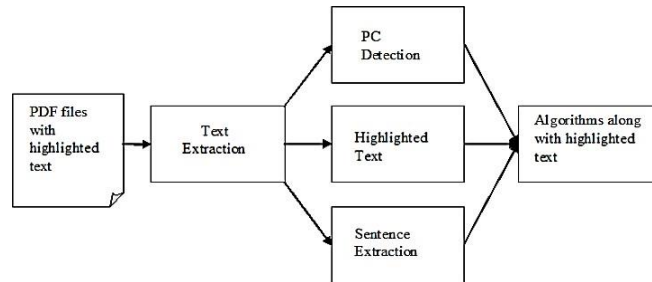 PDF files
with
highlighted
text
Text
Extraction
PC
Detection
Highlighted
Text
Sentence
Extraction
Algorithms along
with highlighted
text